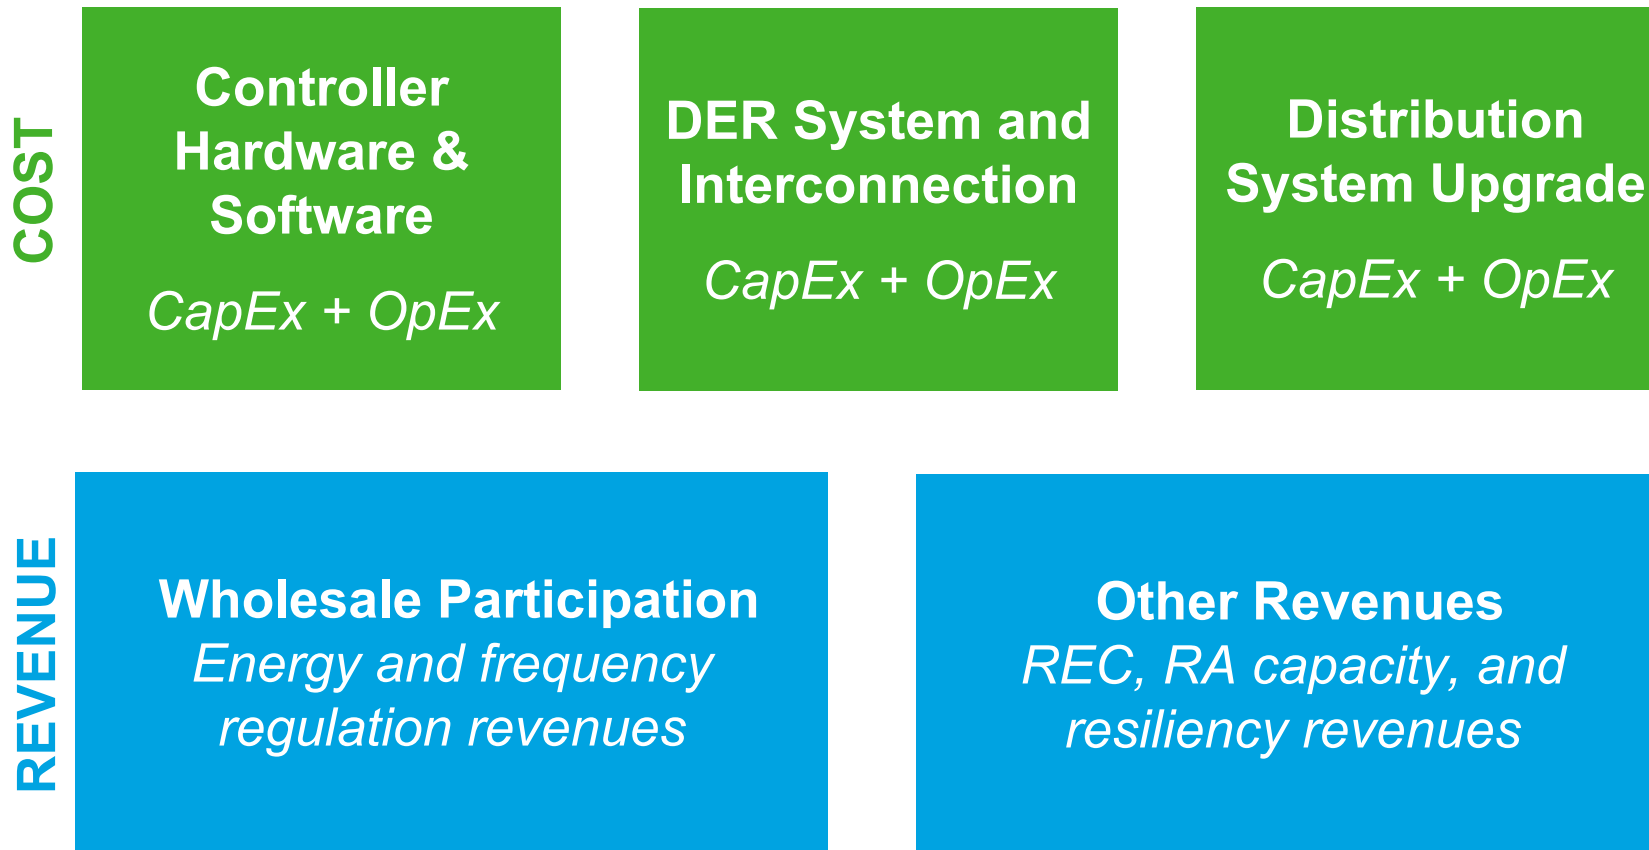 COST
Controller
Hardware &
Software
CapEx + OpEx
DER System and
Interconnection
CapEx + OpEx
Distribution
System Upgrade
CapEx + OpEx
REVENUE
Wholesale Participation
Energy and frequency
regulation revenues
Other Revenues
REC, RA capacity, and
resiliency revenues